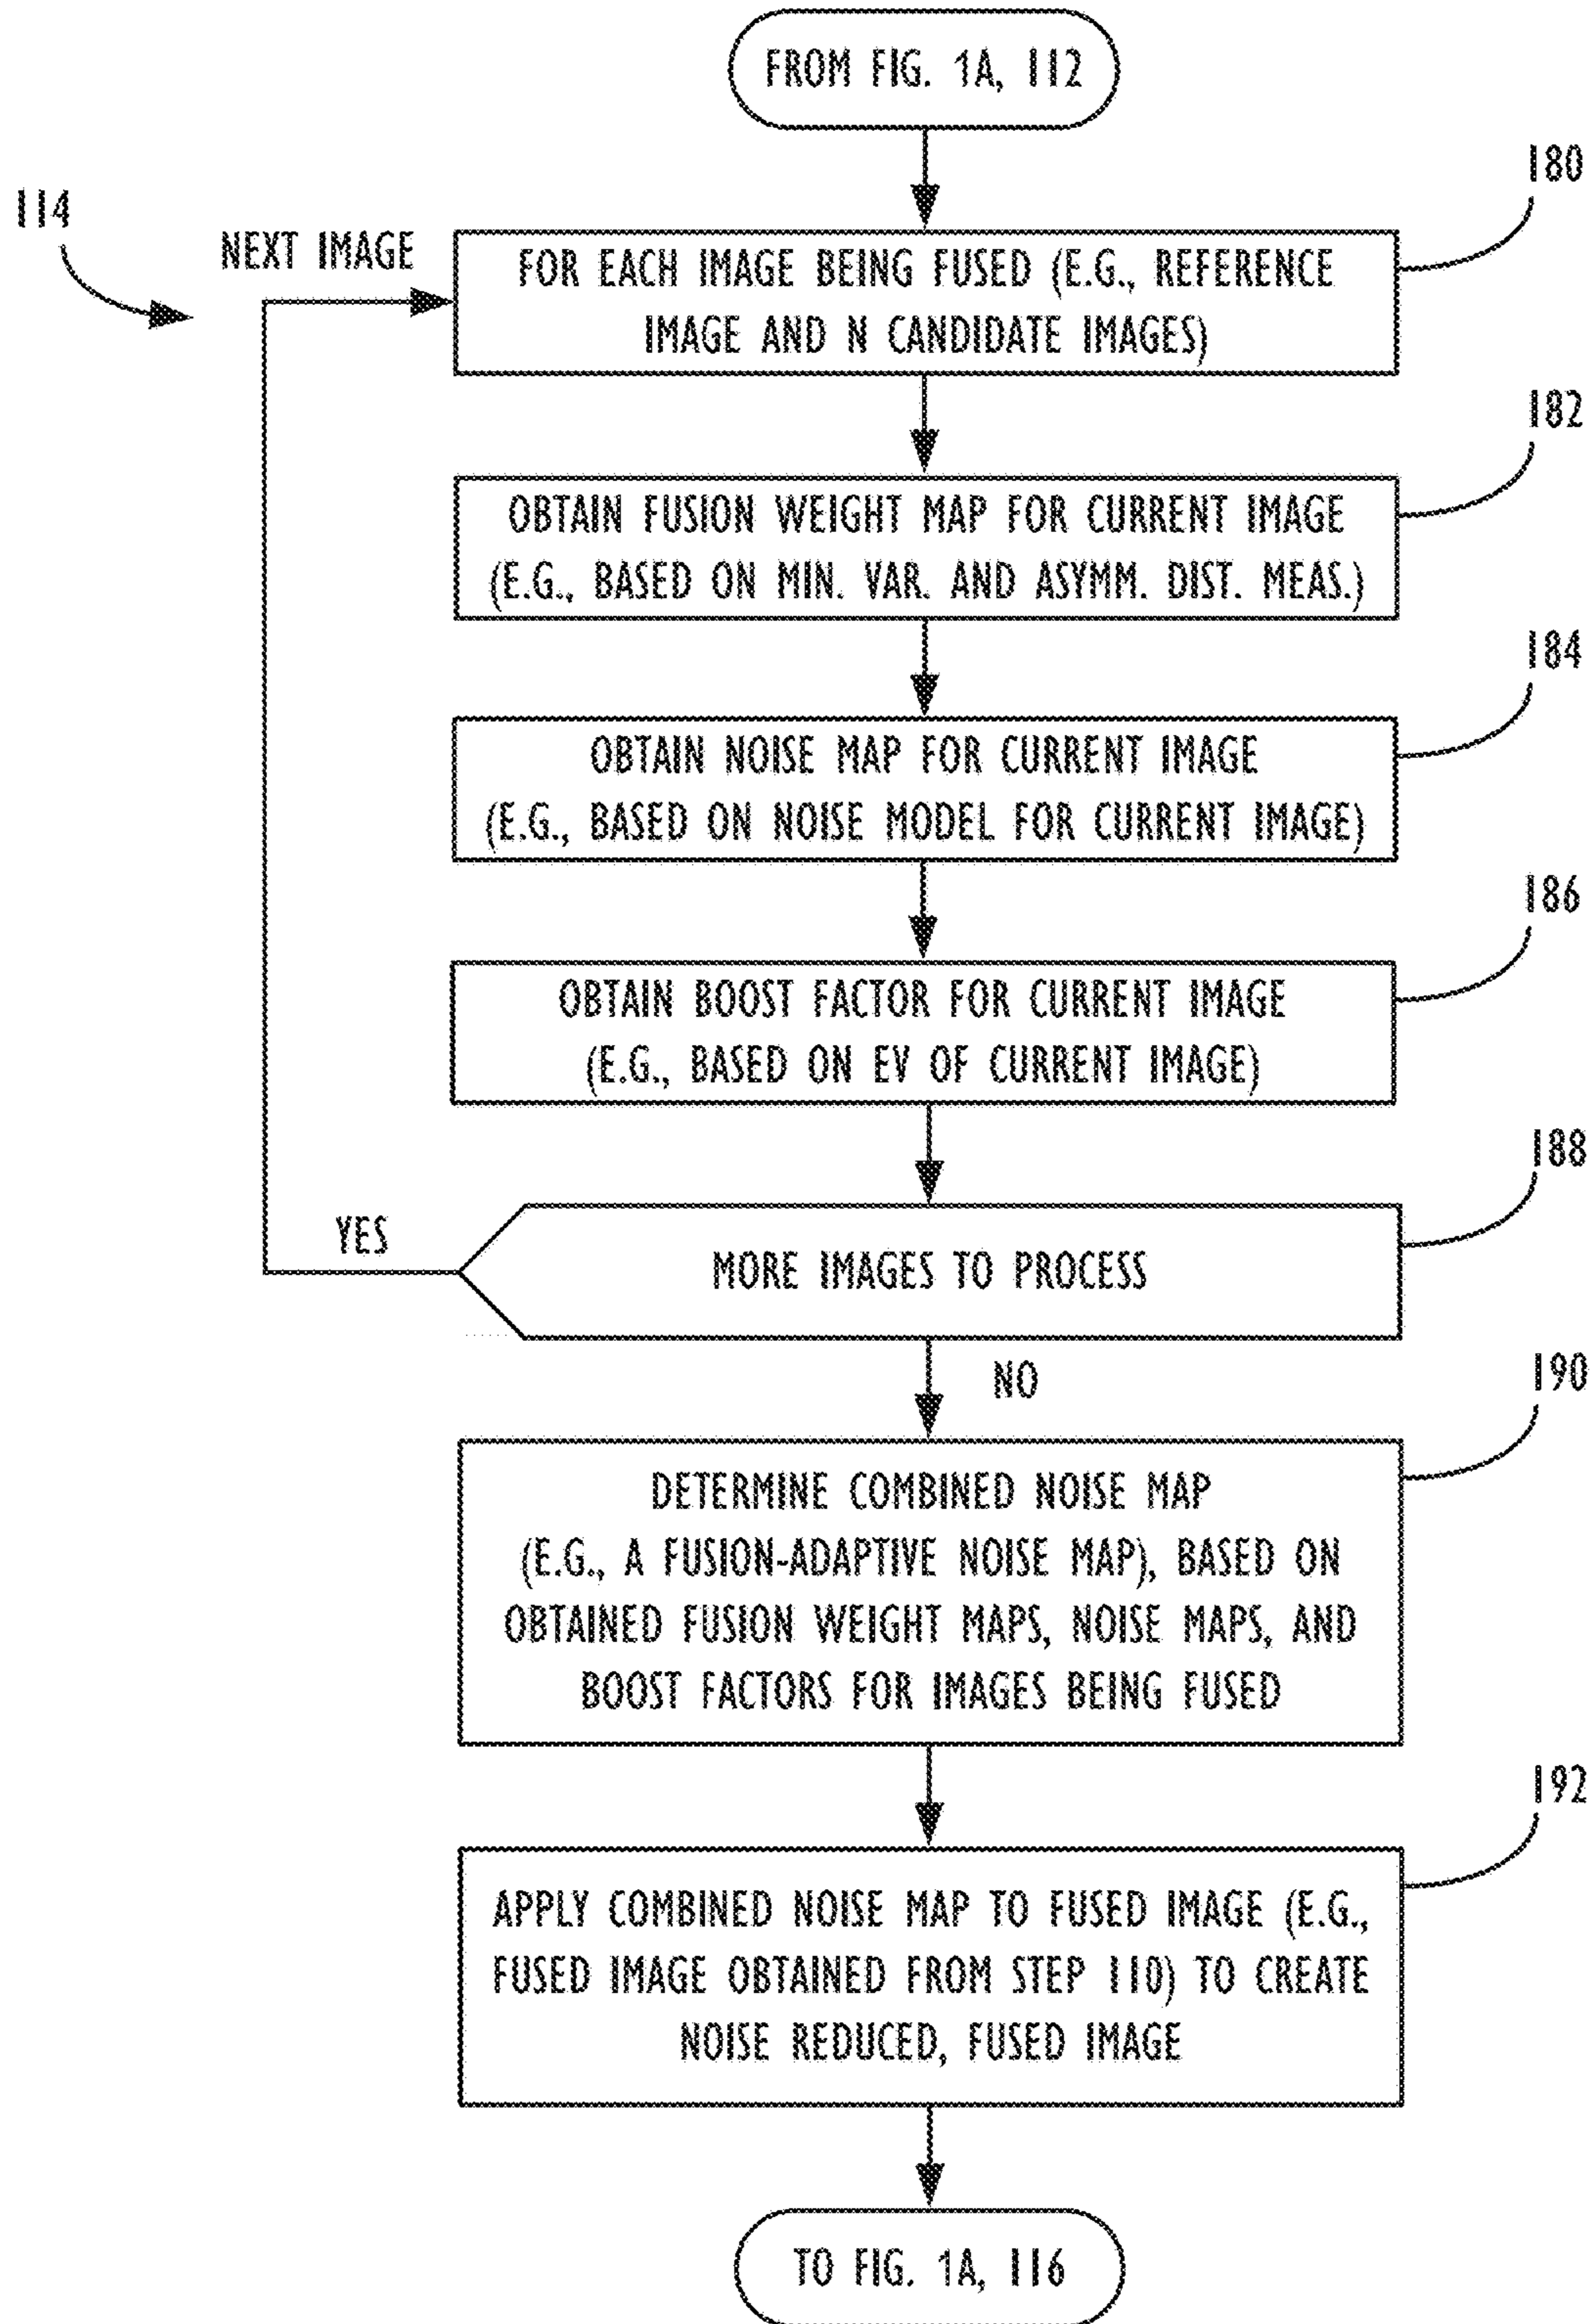 FROM FIG. 1A, 112
180
114
NEXT IMAGE
FOR EACH IMAGE BEING FUSED (E.G., REFERENCE
IMAGE AND N CANDIDATE IMAGES)
182
OBTAIN FUSION WEIGHT MAP FOR CURRENT IMAGE
(E.G., BASED ON MIN. VAR. AND ASYMM. DIST. MEAS.)
184
OBTAIN NOISE MAP FOR CURRENT IMAGE
(E.G., BASED ON NOISE MODEL FOR CURRENT IMAGE)
186
OBTAIN BOOST FACTOR FOR CURRENT IMAGE
(E.G., BASED ON EV OF CURRENT IMAGE)
188
YES
MORE IMAGES TO PROCESS
NO
190
DETERMINE COMBINED NOISE MAP
(E.G., A FUSION-ADAPTIVE NOISE MAP), BASED ON
OBTAINED FUSION WEIGHT MAPS, NOISE MAPS, AND
BOOST FACTORS FOR IMAGES BEING FUSED
192
APPLY COMBINED NOISE MAP TO FUSED IMAGE (E.G.,
FUSED IMAGE OBTAINED FROM STEP 110) TO CREATE
NOISE REDUCED, FUSED IMAGE
TO FIG. 1A, 116